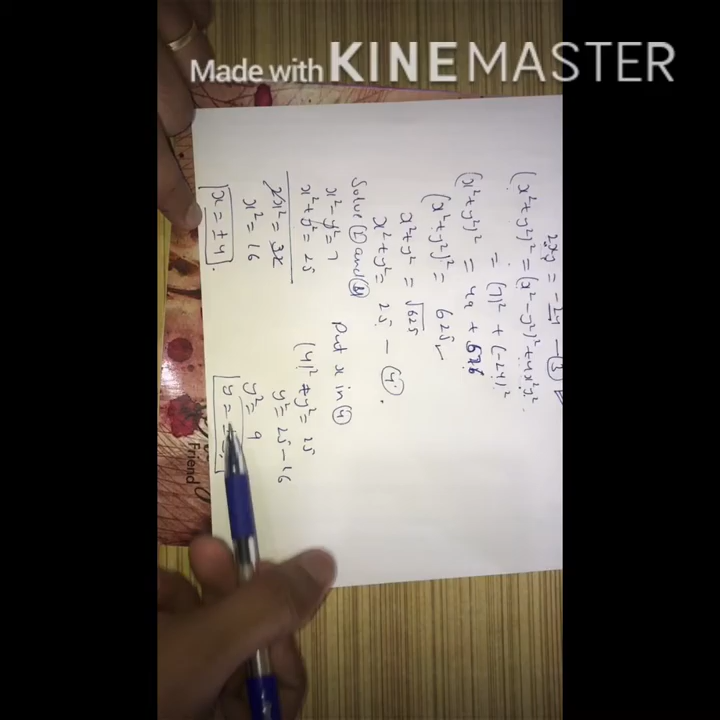 Made with KINEMASTER
2xy = -24 - ③
(x²+y²)² = (x²-y²)² + 4x²y²
= (7)² + (-24)²
(x²+y²)² = 49 + 576
(x²+y²)² = 625
x²+y² = √625
x²+y² = 25 - ④.
Solve ① and ④
x²-y² = 7
x²+y² = 25
2x² = 32
x² = 16
x = ±4.
Put x in ④
(4)² + y² = 25
y² = 25 - 16
y² = 9
Friend